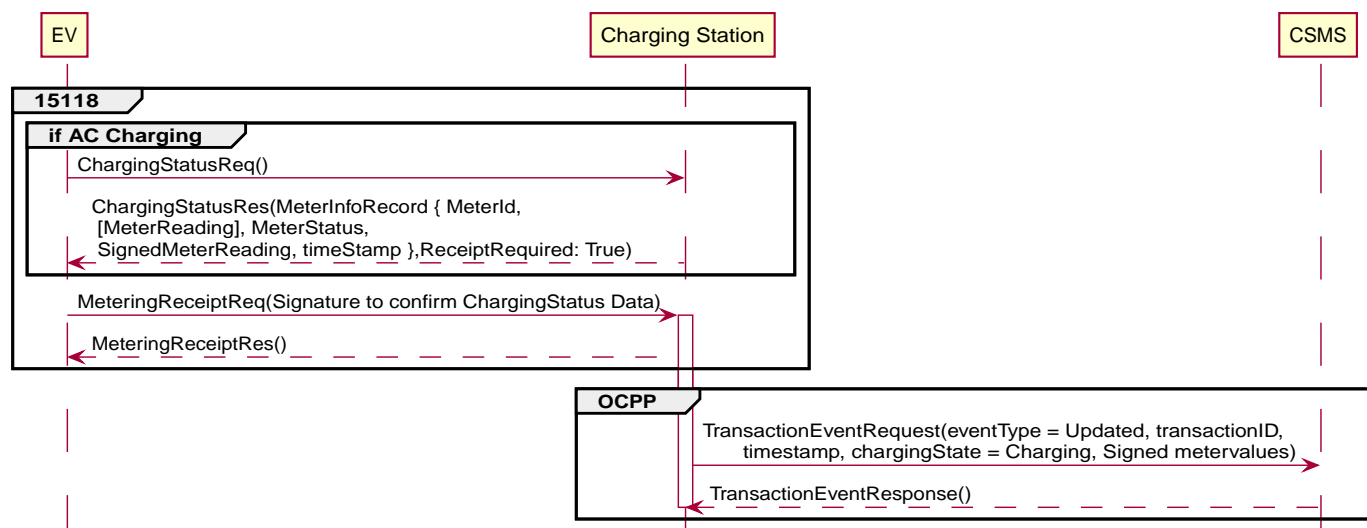 EV
Charging Station
CSMS
15118
if AC Charging
ChargingStatusReq()
ChargingStatusRes(MeterInfoRecord { MeterId,
[MeterReading], MeterStatus,
SignedMeterReading, timeStamp },ReceiptRequired: True)
MeteringReceiptReq(Signature to confirm ChargingStatus Data)
MeteringReceiptRes()
OCPP
TransactionEventRequest(eventType = Updated, transactionID,
timestamp, chargingState = Charging, Signed metervalues)
TransactionEventResponse()